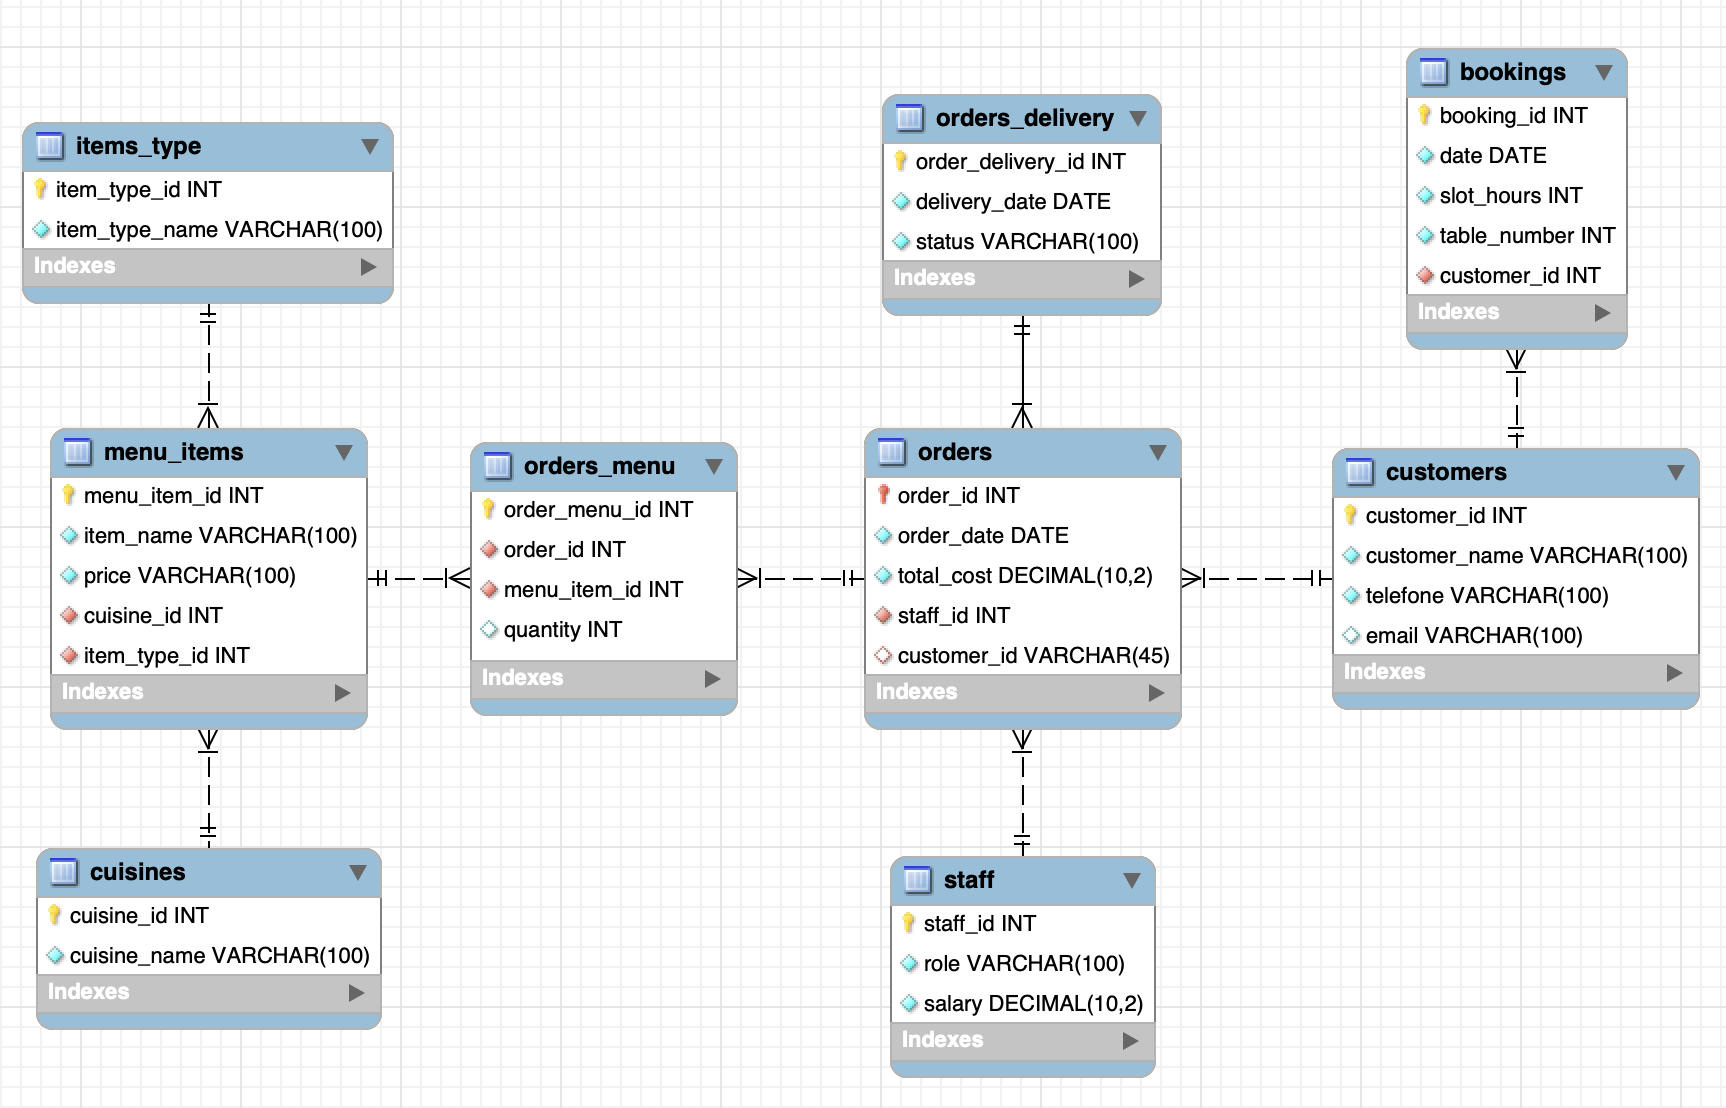 items_type
item_type_id INT
item_type_name VARCHAR(100)
Indexes
orders_delivery
order_delivery_id INT
delivery_date DATE
status VARCHAR(100)
Indexes
bookings
booking_id INT
date DATE
slot_hours INT
table_number INT
customer_id INT
Indexes
menu_items
menu_item_id INT
item_name VARCHAR(100)
price VARCHAR(100)
cuisine_id INT
item_type_id INT
Indexes
orders_menu
order_menu_id INT
order_id INT
menu_item_id INT
quantity INT
Indexes
orders
order_id INT
order_date DATE
total_cost DECIMAL(10,2)
staff_id INT
customer_id VARCHAR(45)
Indexes
customers
customer_id INT
customer_name VARCHAR(100)
telefone VARCHAR(100)
email VARCHAR(100)
Indexes
cuisines
cuisine_id INT
cuisine_name VARCHAR(100)
Indexes
staff
staff_id INT
role VARCHAR(100)
salary DECIMAL(10,2)
Indexes